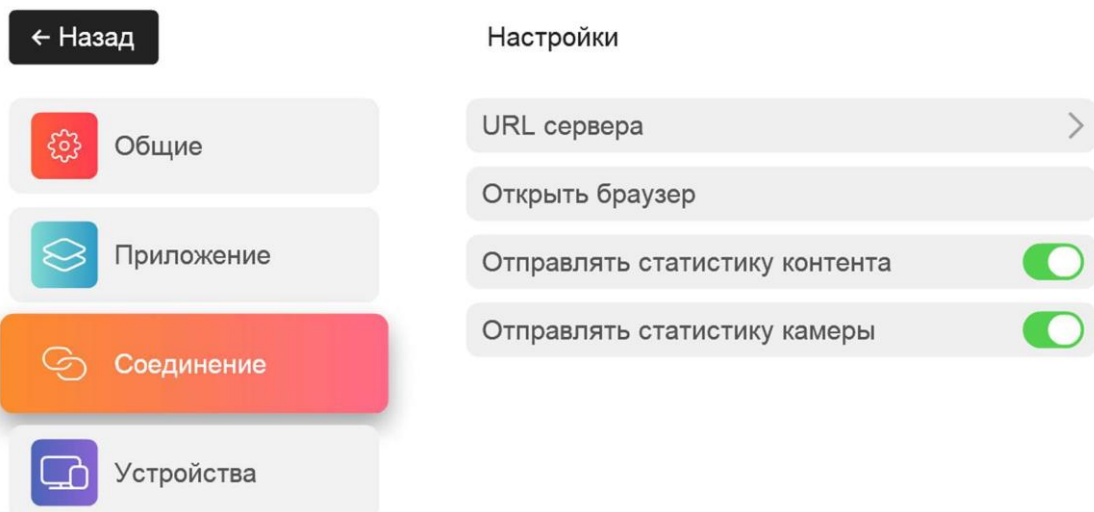 ← Назад
Настройки
Общие
Приложение
Соединение
Устройства
URL сервера
Открыть браузер
Отправлять статистику контента
Отправлять статистику камеры